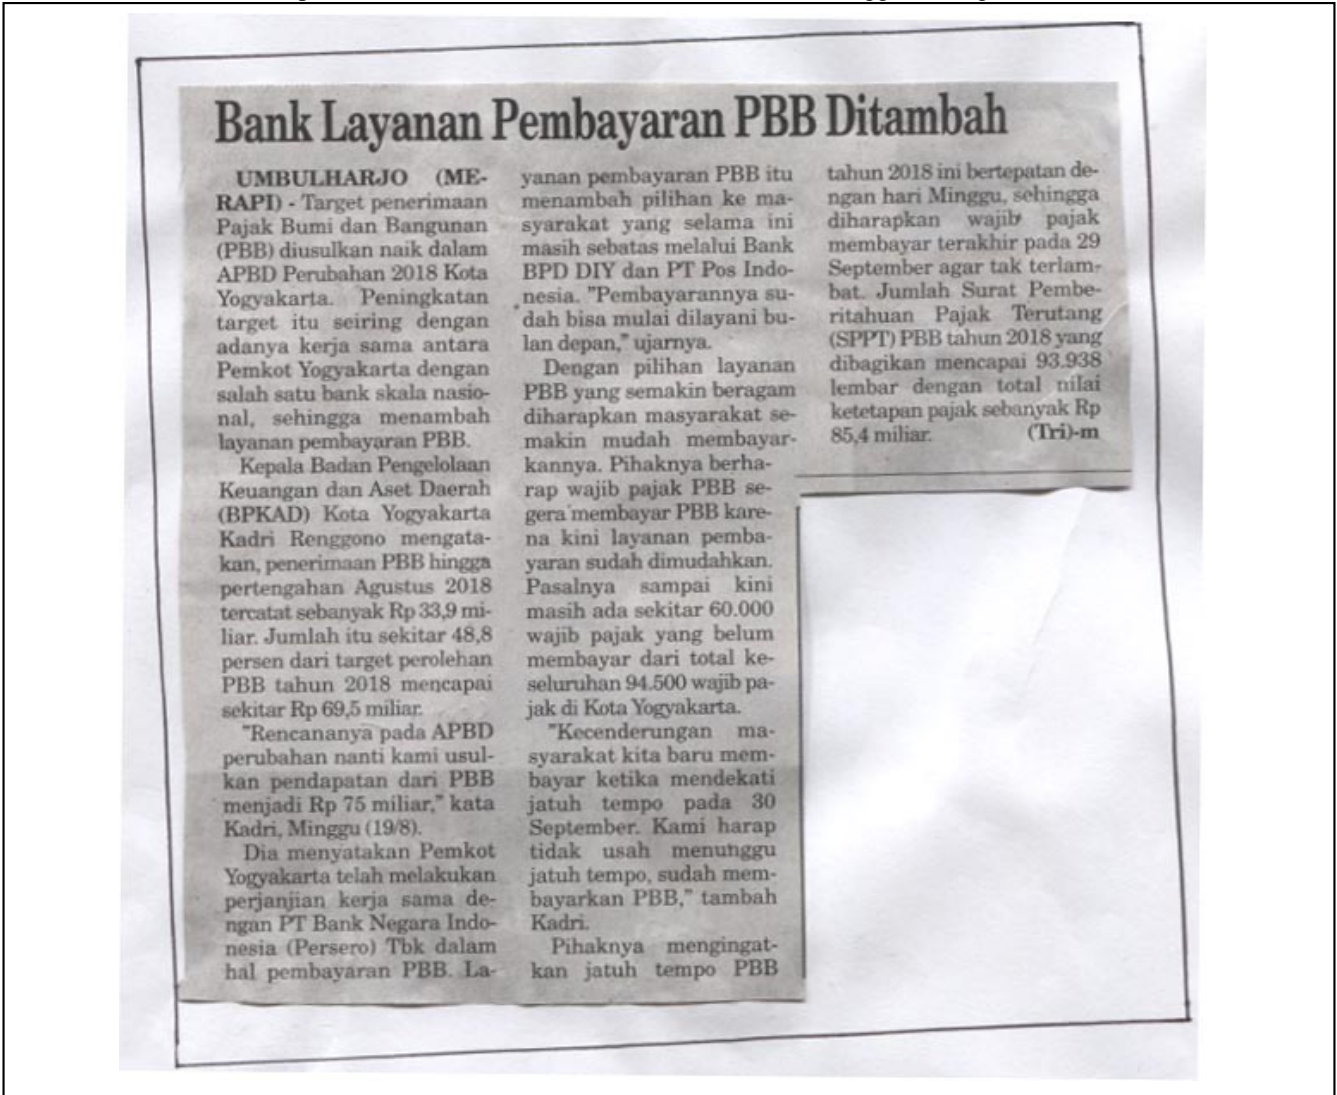 Bank Layanan Pembayaran PBB Ditambah
UMBULHARJO (ME-
RAPI) - Target penerimaan
Pajak Bumi dan Bangunan
(PBB) diusulkan naik dalam
APBD Perubahan 2018 Kota
Yogyakarta. Peningkatan
target itu seiring dengan
adanya kerja sama antara
Pemkot Yogyakarta dengan
salah satu bank skala nasio-
nal, sehingga menambah
layanan pembayaran PBB.
Kepala Badan Pengelolaan
Keuangan dan Aset Daerah
(BPKAD) Kota Yogyakarta
Kadri Renggono mengata-
kan, penerimaan PBB hingga
pertengahan Agustus 2018
tercatat sebanyak Rp 33,9 mi-
liar. Jumlah itu sekitar 48,8
persen dari target perolehan
PBB tahun 2018 mencapai
sekitar Rp 69,5 miliar.
"Rencananya pada APBD
perubahan nanti kami usul-
kan pendapatan dari PBB
menjadi Rp 75 miliar," kata
Kadri, Minggu (19/8).
Dia menyatakan Pemkot
Yogyakarta telah melakukan
perjanjian kerja sama de-
ngan PT Bank Negara Indo-
nesia (Persero) Tbk dalam
hal pembayaran PBB. La-
yanan pembayaran PBB itu
menambah pilihan ke ma-
syarakat yang selama ini
masih sebatas melalui Bank
BPD DIY dan PT Pos Indo-
nesia. "Pembayarannya su-
dah bisa mulai dilayani bu-
lan depan," ujarnya.
Dengan pilihan layanan
PBB yang semakin beragam
diharapkan masyarakat se-
makin mudah membayar-
kannya. Pihaknya berha-
rap wajib pajak PBB se-
gera membayar PBB kare-
na kini layanan pemba-
yaran sudah dimudahkan.
Pasalnya sampai kini
masih ada sekitar 60.000
wajib pajak yang belum
membayar dari total ke-
seluruhan 94.500 wajib pa-
jak di Kota Yogyakarta.
"Kecenderungan ma-
syarakat kita baru mem-
bayar ketika mendekati
jatuh tempo pada 30
September. Kami harap
tidak usah menunggu
jatuh tempo, sudah mem-
bayarkan PBB," tambah
Kadri.
Pihaknya mengingat-
kan jatuh tempo PBB
tahun 2018 ini bertepatan de-
ngan hari Minggu, sehingga
diharapkan wajib pajak
membayar terakhir pada 29
September agar tak terlam-
bat. Jumlah Surat Pembe-
ritahuan Pajak Terutang
(SPPT) PBB tahun 2018 yang
dibagikan mencapai 93.938
lembar dengan total nilai
ketetapan pajak sebanyak Rp
85,4 miliar. (Tri)-m